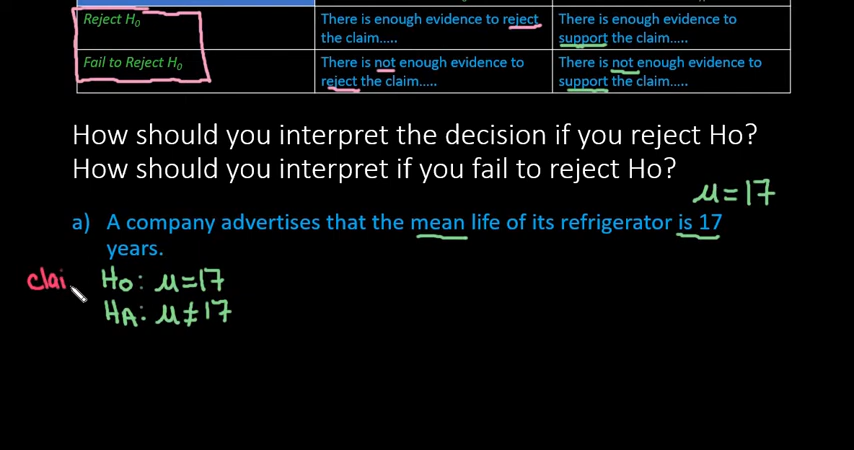 Reject H0
There is enough evidence to reject
the claim.....
There is enough evidence to
support the claim.....
Fail to Reject H0
There is not enough evidence to
reject the claim.....
There is not enough evidence to
support the claim.....
How should you interpret the decision if you reject Ho?
How should you interpret if you fail to reject Ho?
μ=17
a) A company advertises that the mean life of its refrigerator is 17
years.
clai H0: μ=17
HA: μ≠17